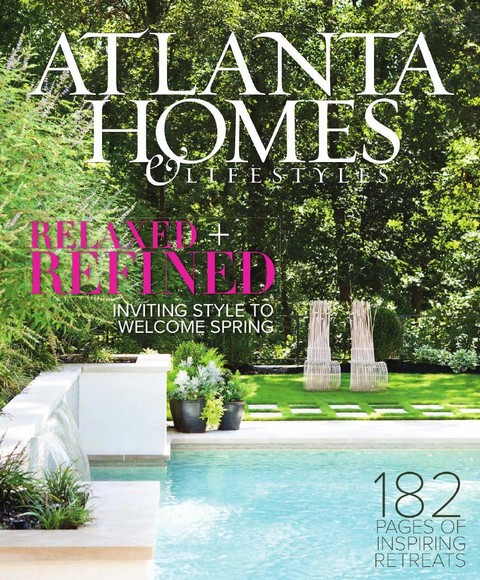 ATLANTA
HOMES
& LIFESTYLES
RELAXED +
REFINED
INVITING STYLE TO
WELCOME SPRING
182
PAGES OF
INSPIRING
RETREATS